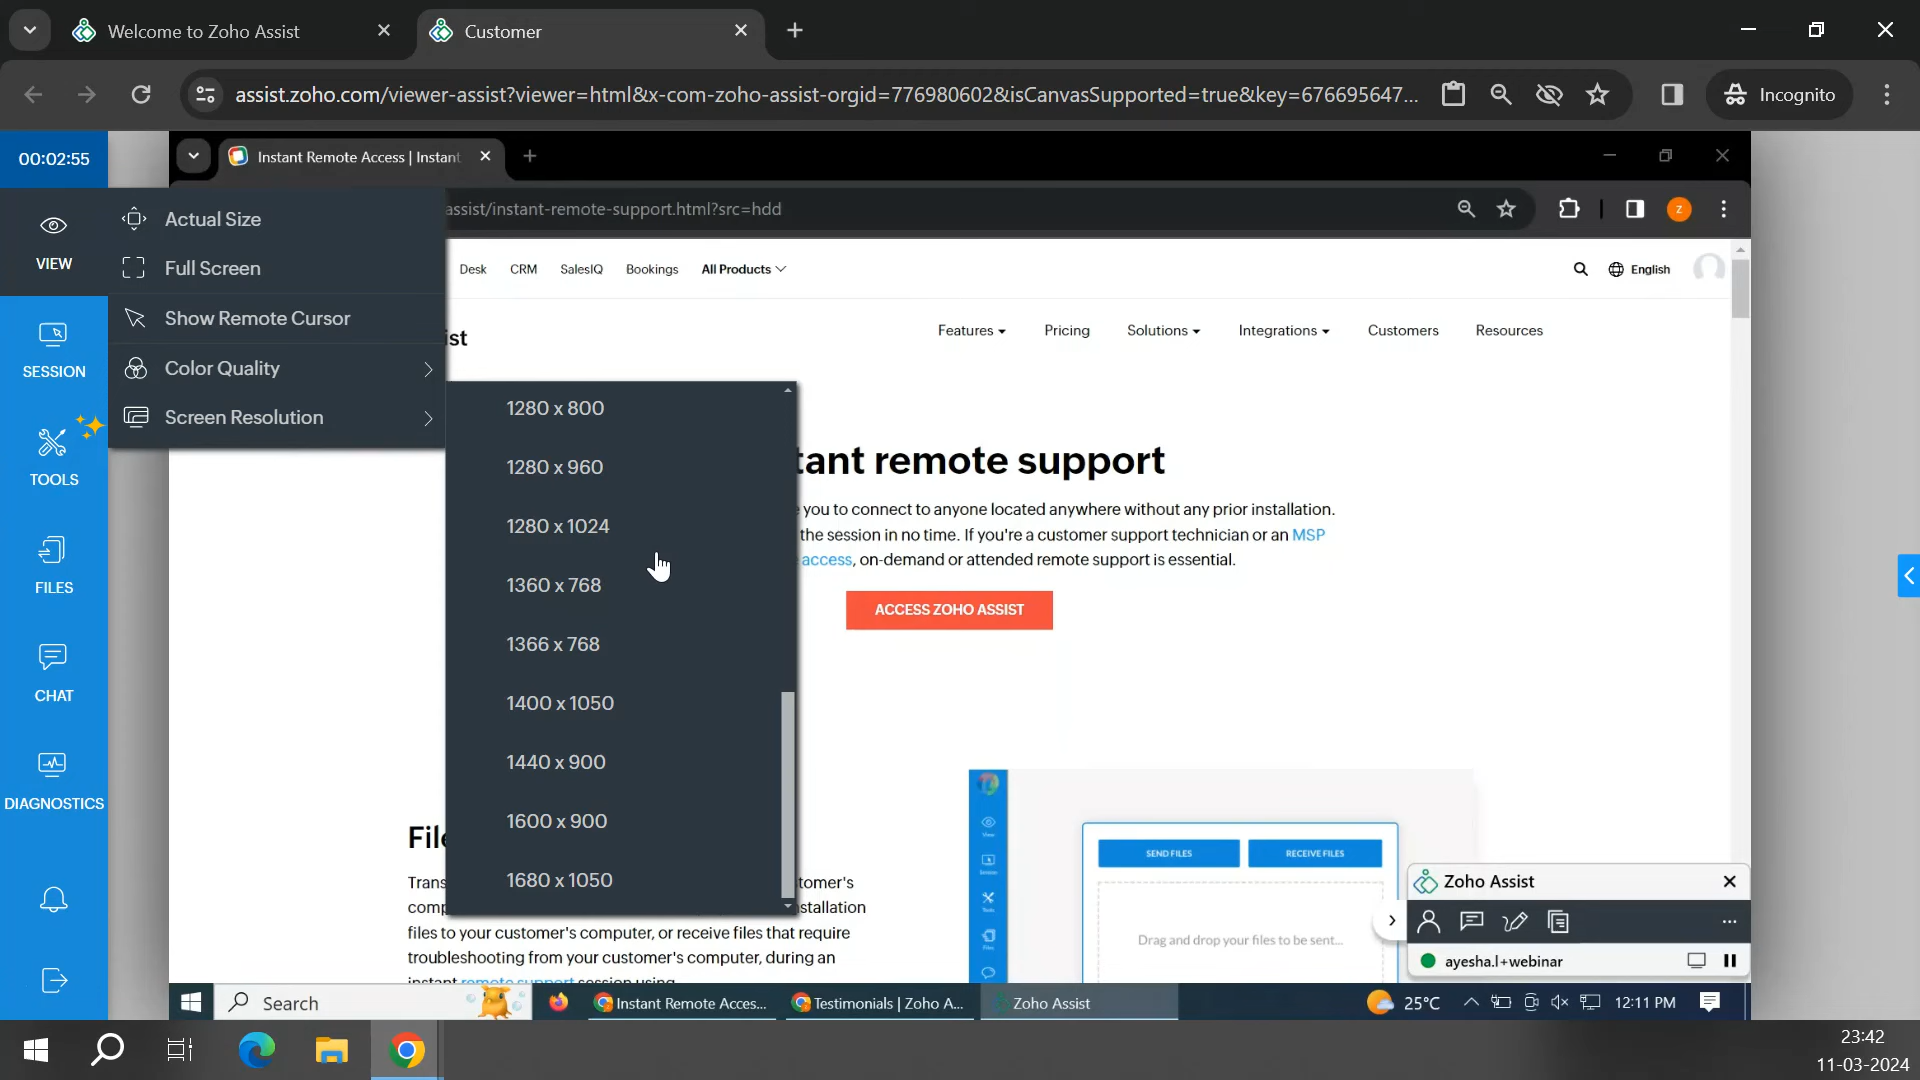 Welcome to Zoho Assist
Customer
assist.zoho.com/viewer-assist?viewer=html&x-com-zoho-assist-orgid=776980602&isCanvasSupported=true&key=676695647...
Incognito
00:02:55
Instant Remote Access | Instant
VIEW
Actual Size
Full Screen
Show Remote Cursor
Color Quality
Screen Resolution
assist/instant-remote-support.html?src=hdd
z
Desk CRM SalesIQ Bookings All Products
English
ist
Features Pricing Solutions Integrations Customers Resources
SESSION
TOOLS
FILES
CHAT
DIAGNOSTICS
1280 x 800
1280 x 960
1280 x 1024
1360 x 768
1366 x 768
1400 x 1050
1440 x 900
1600 x 900
1680 x 1050
tant remote support
you to connect to anyone located anywhere without any prior installation.
the session in no time. If you're a customer support technician or an MSP
access, on-demand or attended remote support is essential.
ACCESS ZOHO ASSIST
File
Trans
tomer's
comp
stallation
files to your customer's computer, or receive files that require
troubleshooting from your customer's computer, during an
instant remote support session using
SEND FILES
RECEIVE FILES
Drag and drop your files to be sent...
Zoho Assist
ayesha.l+webinar
Search
Instant Remote Acces...
Testimonials | Zoho A...
Zoho Assist
25°C
12:11 PM
23:42
11-03-2024